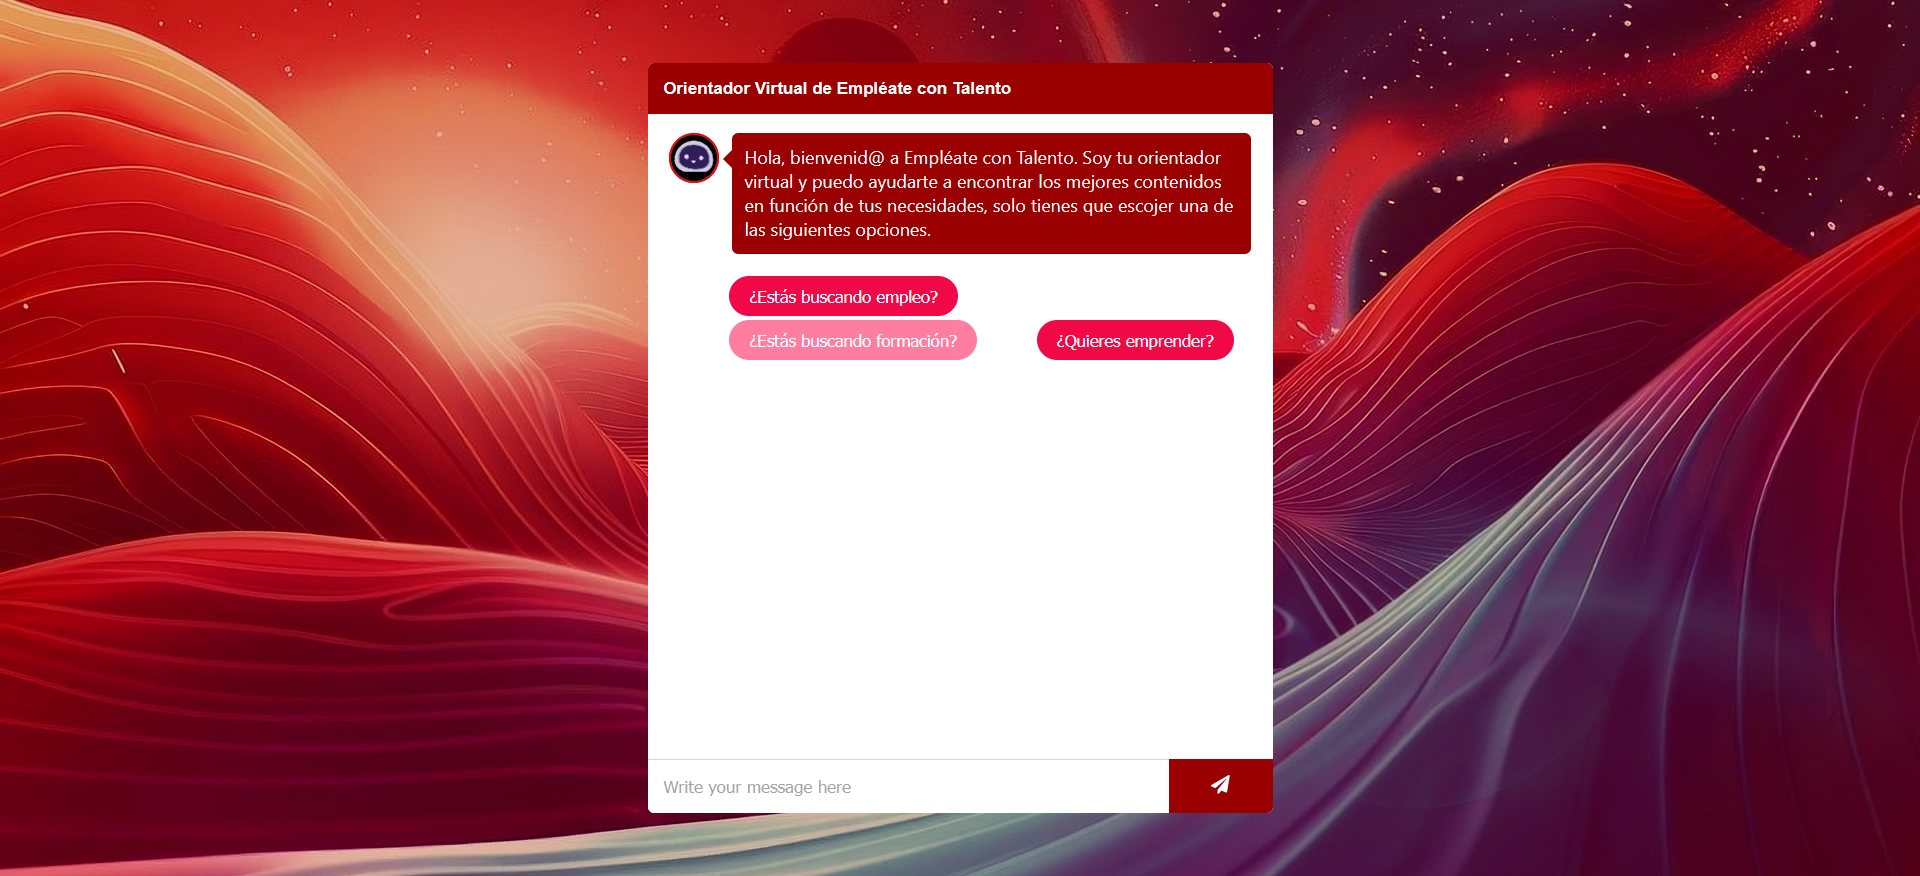 Orientador Virtual de Empléate con Talento
Hola, bienvenid@ a Empléate con Talento. Soy tu orientador
virtual y puedo ayudarte a encontrar los mejores contenidos
en función de tus necesidades, solo tienes que escojer una de
las siguientes opciones.
¿Estás buscando empleo?
¿Estás buscando formación?
¿Quieres emprender?
Write your message here